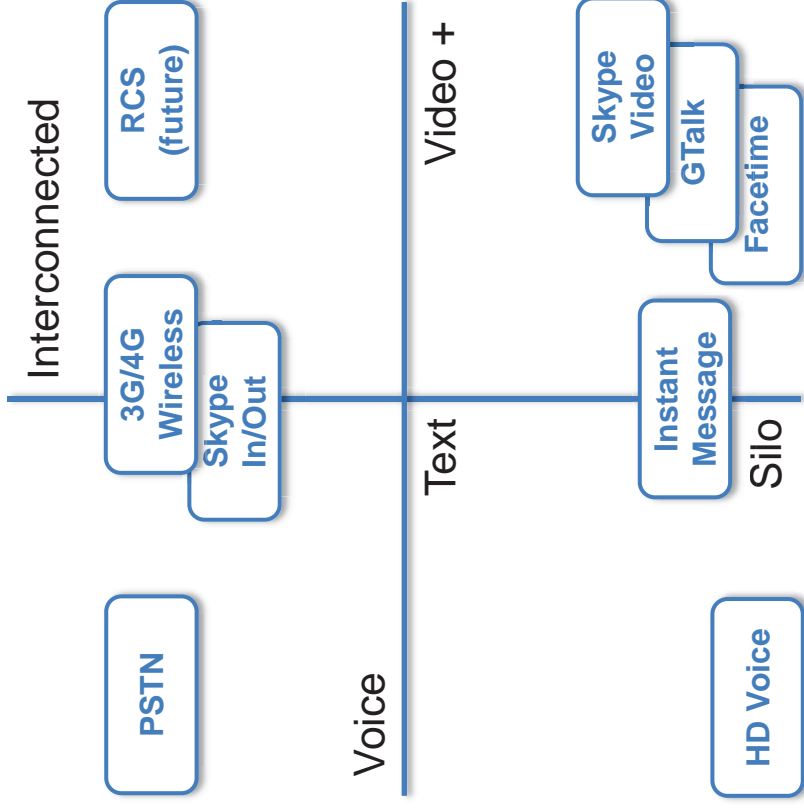 Interconnected
PSTN
3G/4G
Wireless
RCS
(future)
Skype
In/Out
Voice
Text
Video +
Skype
Video
GTalk
Facetime
Instant
Message
HD Voice
Silo